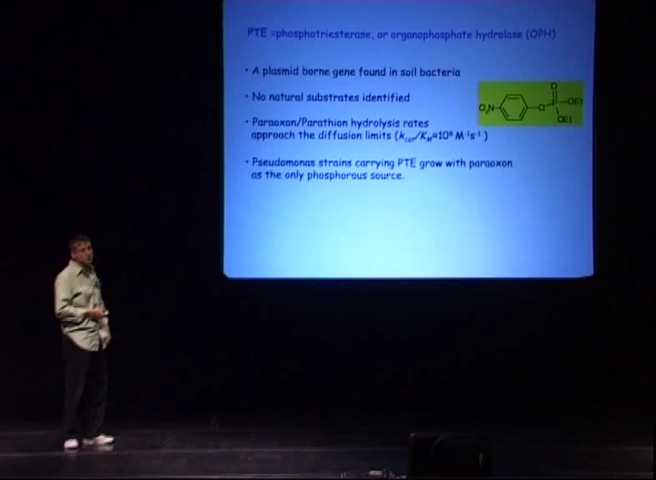 PTE =phosphotriesterase, or organophosphate hydrolase (OPH)
• A plasmid borne gene found in soil bacteria
• No natural substrates identified
• Paraoxon/Parathion hydrolysis rates
approach the diffusion limits (kcat/KM≈10⁸ M⁻¹s⁻¹ )
• Pseudomonas strains carrying PTE grow with paraoxon
as the only phosphorous source.
O
O₂N
O
P
OEt
OEt